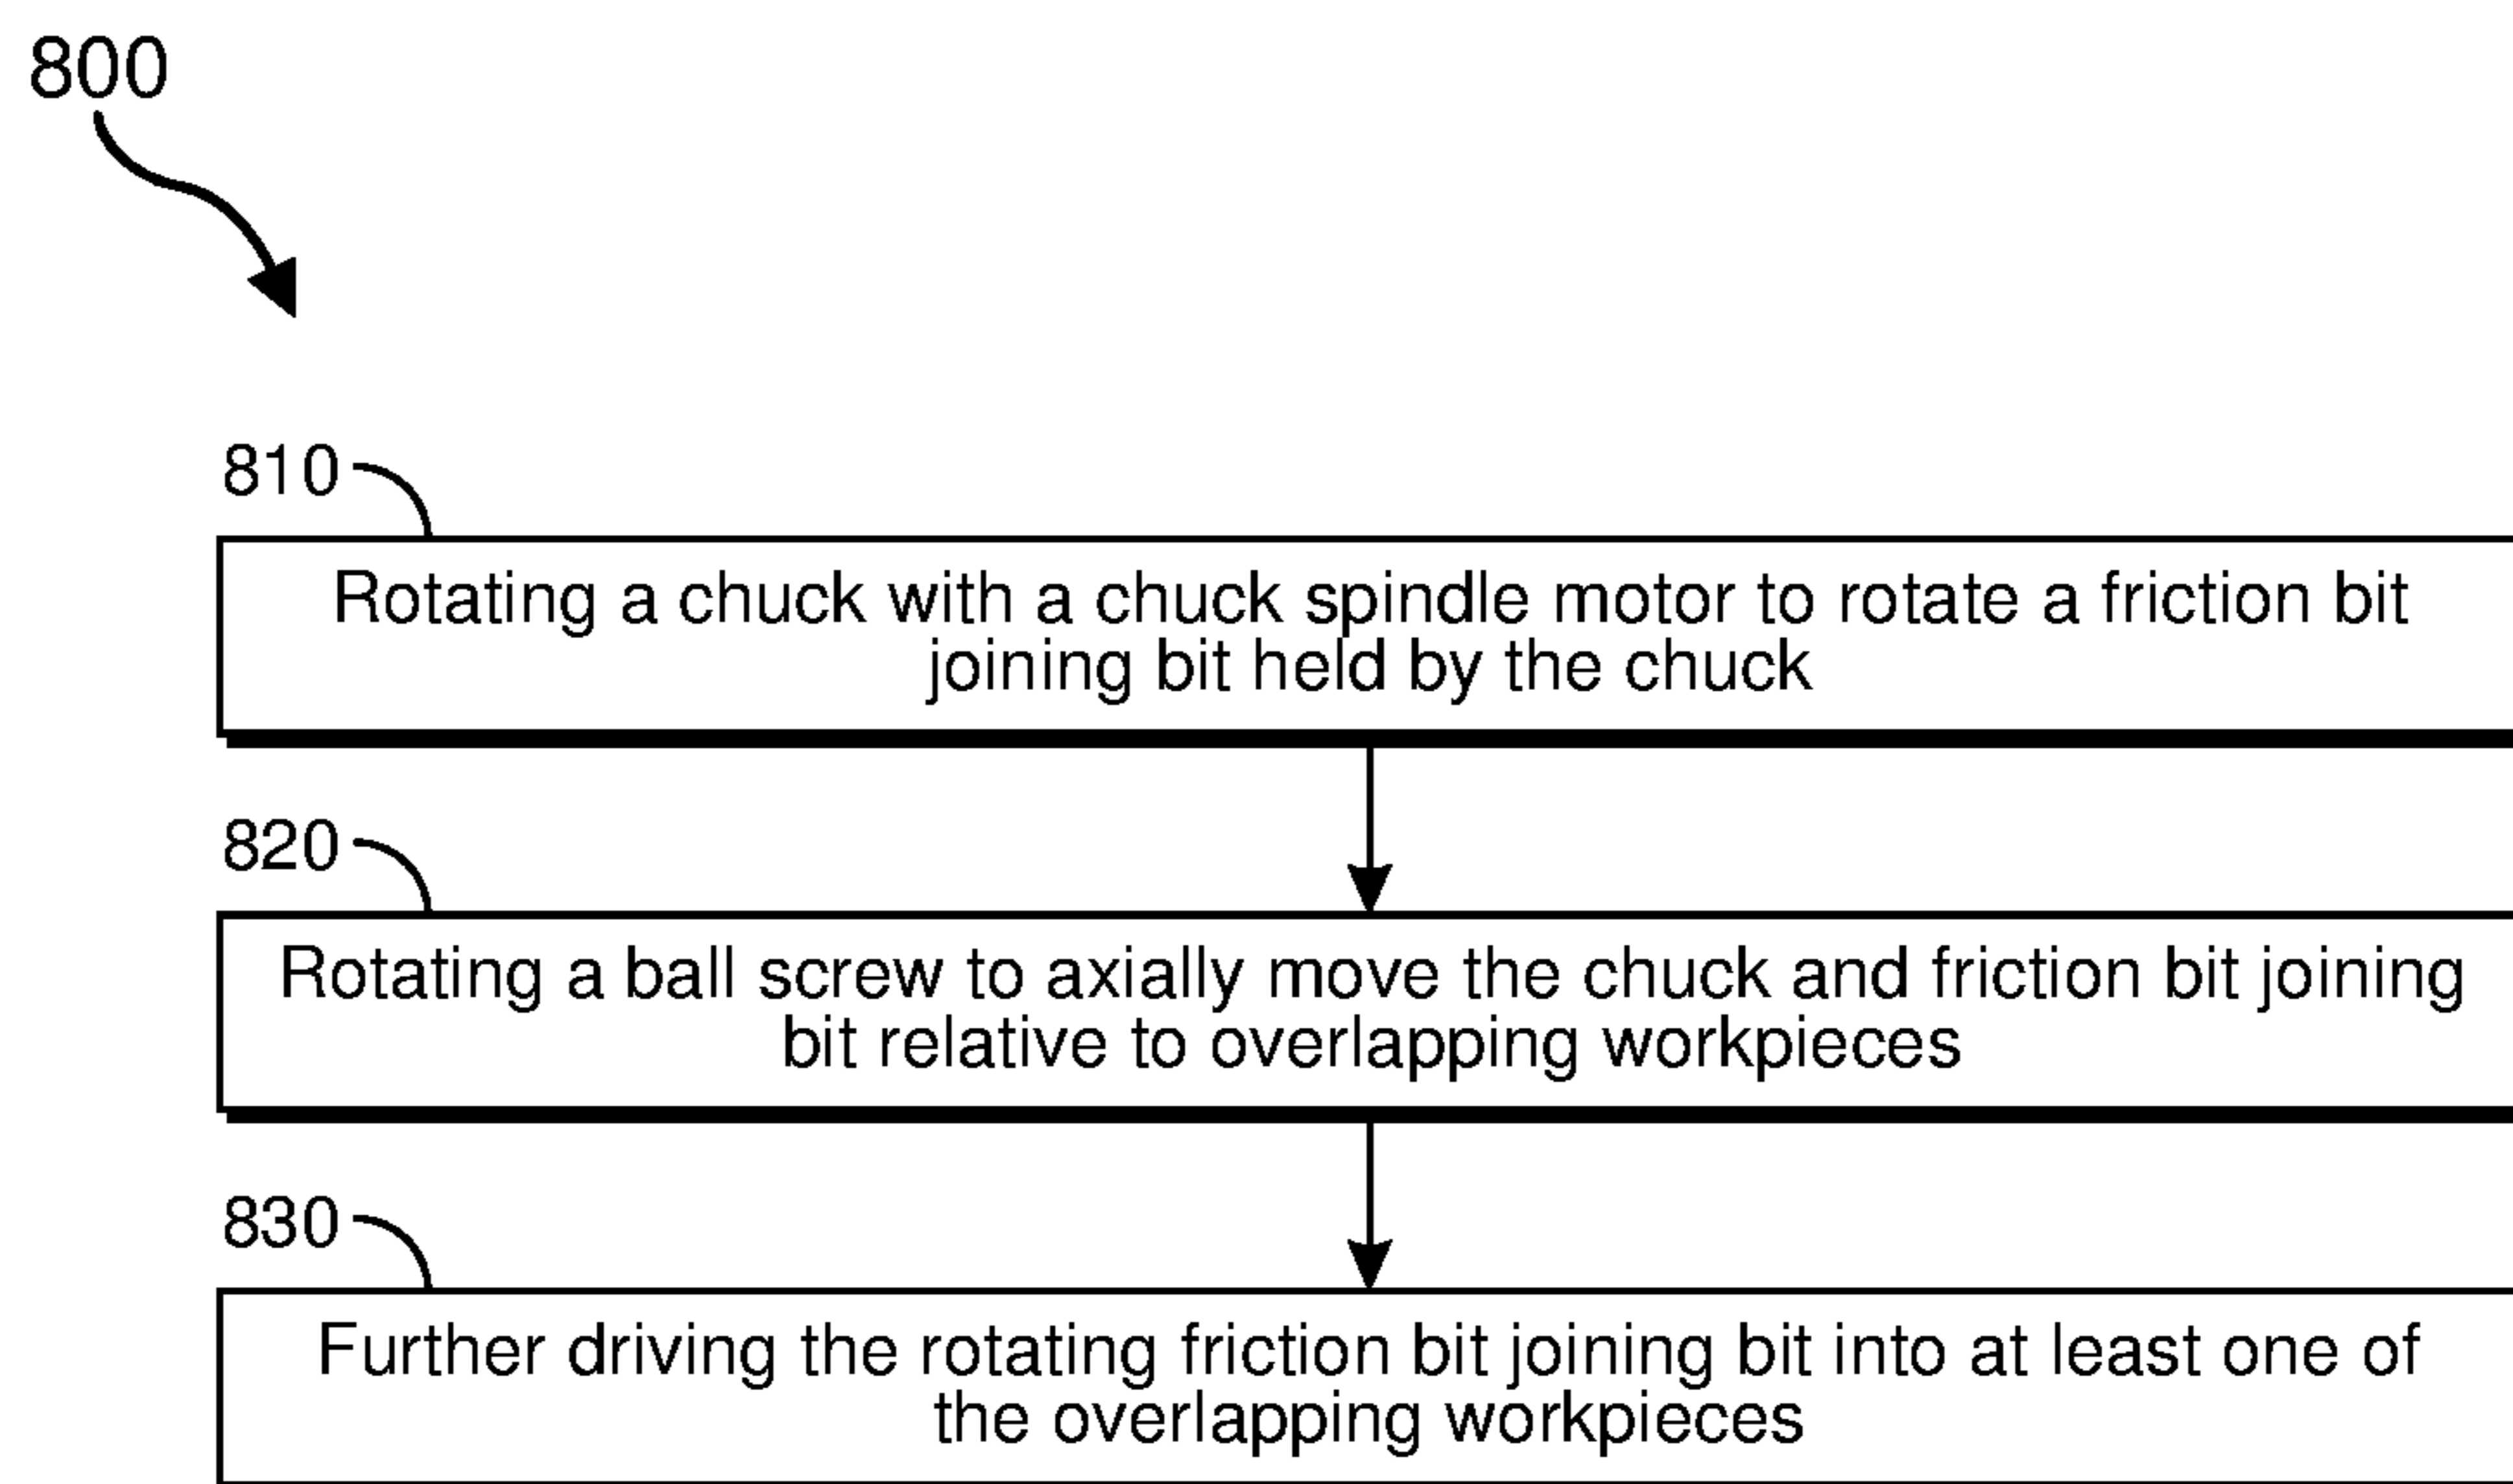 800
810
Rotating a chuck with a chuck spindle motor to rotate a friction bit
joining bit held by the chuck
820
Rotating a ball screw to axially move the chuck and friction bit joining
bit relative to overlapping workpieces
830
Further driving the rotating friction bit joining bit into at least one of
the overlapping workpieces